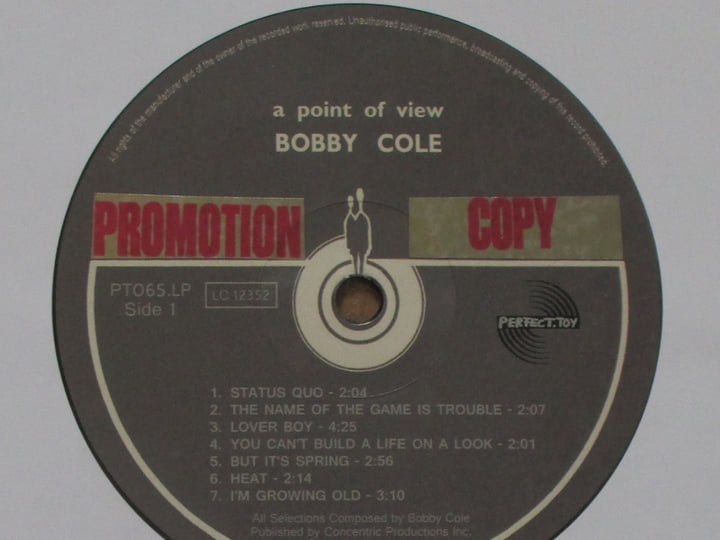 All rights of the manufacturer and of the owner of the recorded work reserved. Unauthorised public performance, broadcasting and copying of this record prohibited.
a point of view
BOBBY COLE
PROMOTION COPY
PT065.LP LC 12352
Side 1
PERFECT.TOY
1. STATUS QUO - 2:04
2. THE NAME OF THE GAME IS TROUBLE - 2:07
3. LOVER BOY - 4:25
4. YOU CAN'T BUILD A LIFE ON A LOOK - 2:01
5. BUT IT'S SPRING - 2:56
6. HEAT - 2:14
7. I'M GROWING OLD - 3:10
All Selections Composed by Bobby Cole
Published by Concentric Productions Inc.